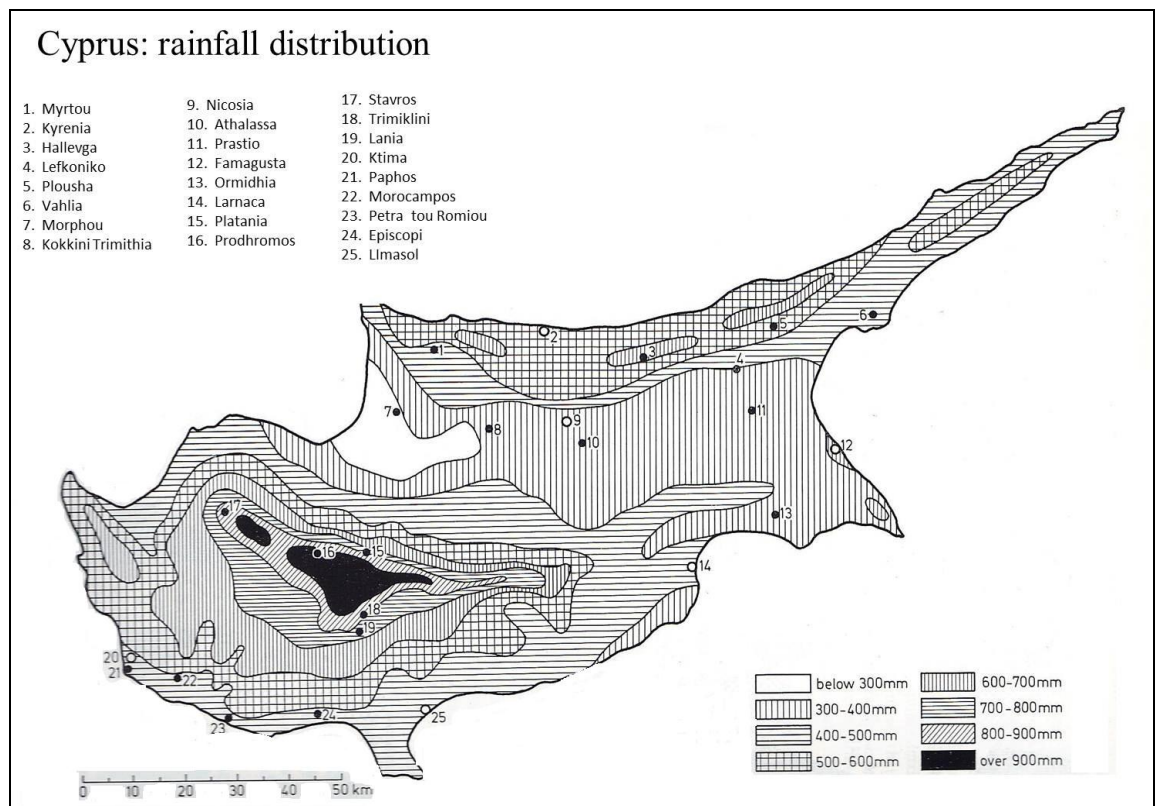 Cyprus: rainfall distribution
1. Myrtou
2. Kyrenia
3. Hallevga
4. Lefkoniko
5. Plousha
6. Vahlia
7. Morphou
8. Kokkini Trimithia
9. Nicosia
10. Athalassa
11. Prastio
12. Famagusta
13. Ormidhia
14. Larnaca
15. Platania
16. Prodhromos
17. Stavros
18. Trimiklini
19. Lania
20. Ktima
21. Paphos
22. Morocampos
23. Petra tou Romiou
24. Episcopi
25. LImasol
6
2
5
1
3
4
7
11
9
8
10
12
17
13
16
15
14
18
19
20
21
22
24
25
23
below 300mm
300-400mm
400-500mm
500-600mm
600-700mm
700-800mm
800-900mm
over 900mm
0 10 20 30 40 50 km